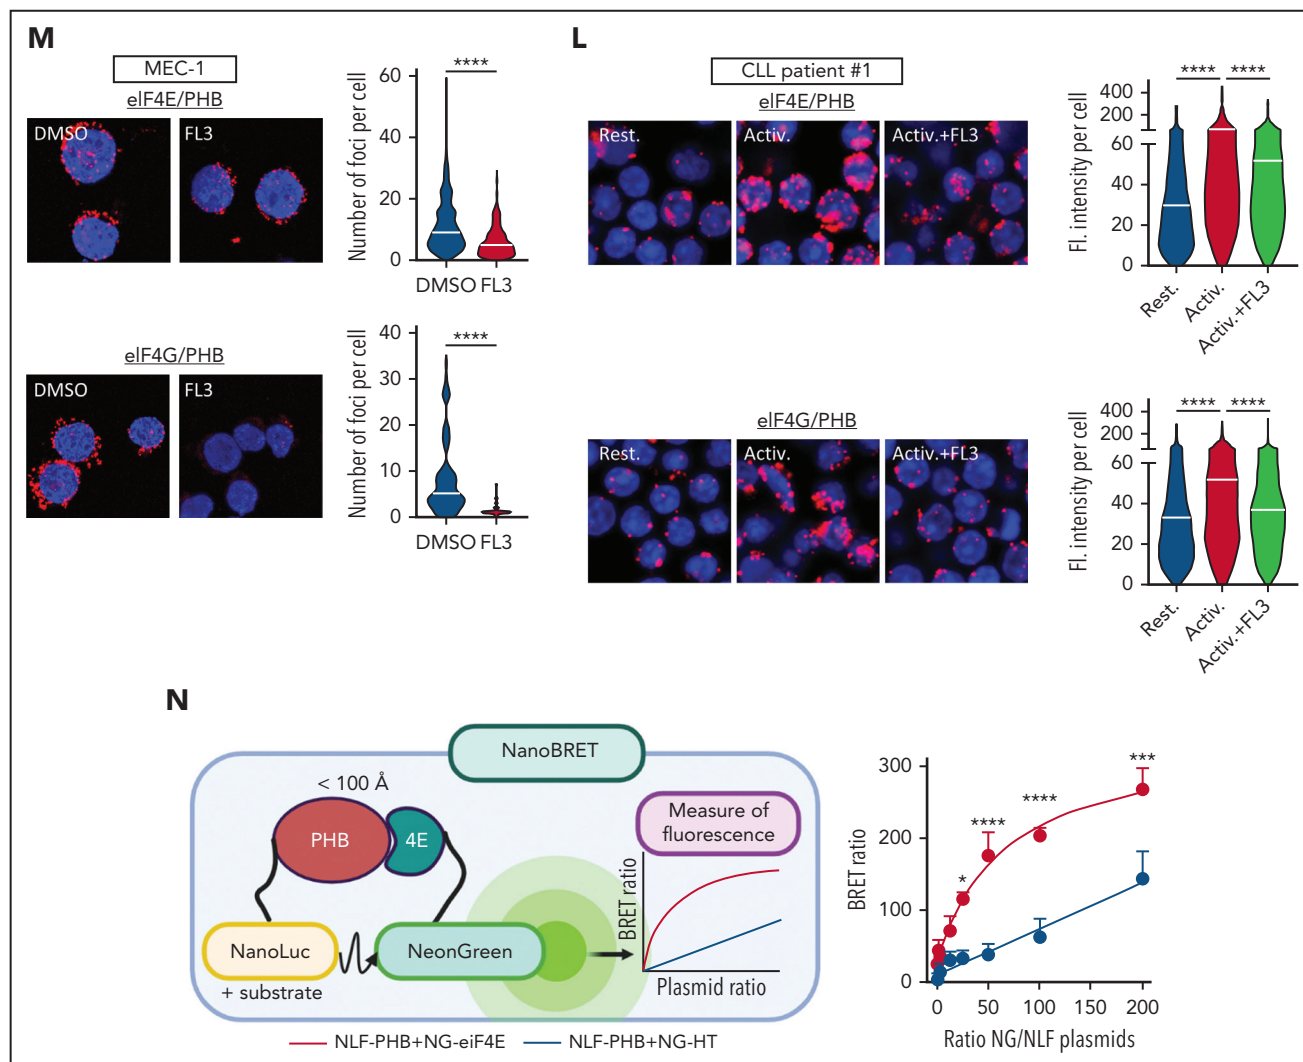 M
MEC-1
eIF4E/PHB
DMSO
FL3
Number of foci per cell
60
40
20
0
****
DMSO FL3
eIF4G/PHB
DMSO
FL3
Number of foci per cell
40
30
20
10
0
****
DMSO FL3
L
CLL patient #1
eIF4E/PHB
Rest.
Activ.
Activ.+FL3
Fl. intensity per cell
400
200
60
40
20
0
**** ****
Rest.
Activ.
Activ.+FL3
eIF4G/PHB
Rest.
Activ.
Activ.+FL3
Fl. intensity per cell
400
200
60
40
20
0
**** ****
Rest.
Activ.
Activ.+FL3
N
NanoBRET
< 100 Å
PHB
4E
NanoLuc
+ substrate
NeonGreen
Measure of
fluorescence
BRET ratio
Plasmid ratio
NLF-PHB+NG-eiF4E
NLF-PHB+NG-HT
BRET ratio
300
200
100
0
*
****
****
***
0 50 100 150 200
Ratio NG/NLF plasmids